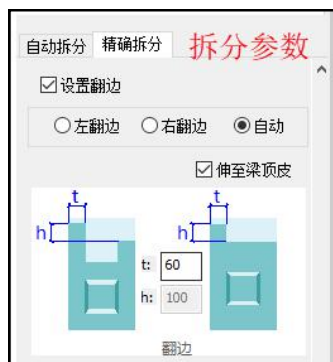 自动拆分 精确拆分 拆分参数
设置翻边
左翻边 右翻边 自动
伸至梁顶皮
t t
h h
t: 60
h: 100
翻边